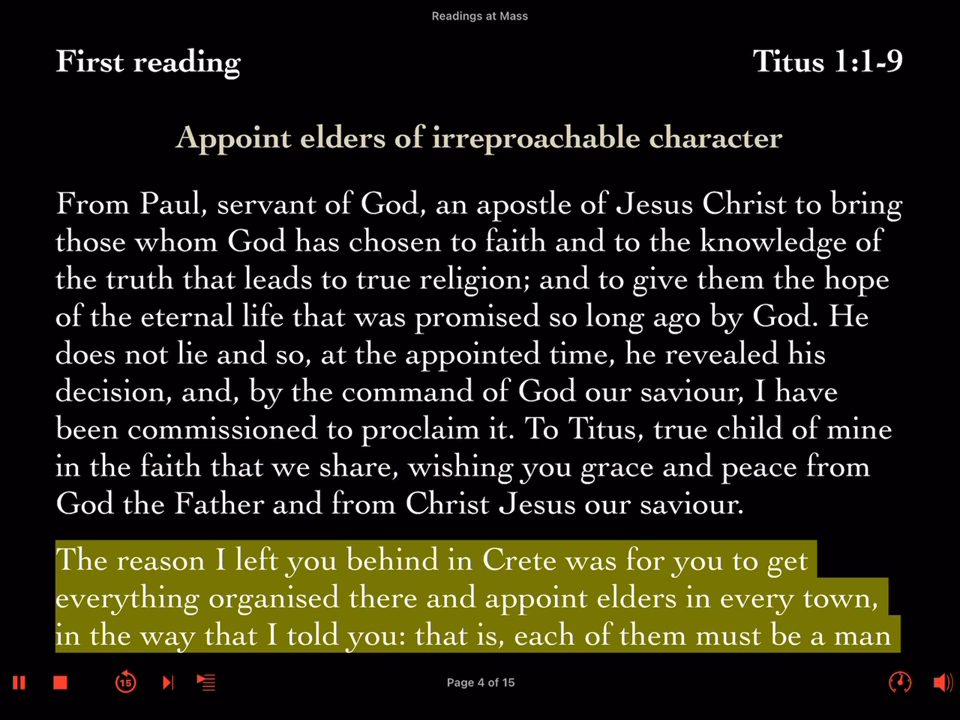 Readings at Mass
First reading
Titus 1:1-9
Appoint elders of irreproachable character
From Paul, servant of God, an apostle of Jesus Christ to bring
those whom God has chosen to faith and to the knowledge of
the truth that leads to true religion; and to give them the hope
of the eternal life that was promised so long ago by God. He
does not lie and so, at the appointed time, he revealed his
decision, and, by the command of God our saviour, I have
been commissioned to proclaim it. To Titus, true child of mine
in the faith that we share, wishing you grace and peace from
God the Father and from Christ Jesus our saviour.
The reason I left you behind in Crete was for you to get
everything organised there and appoint elders in every town,
in the way that I told you: that is, each of them must be a man
15
Page 4 of 15